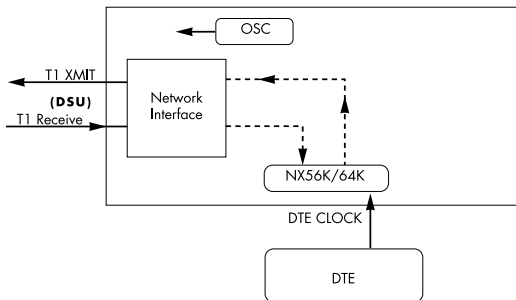 OSC
T1 XMIT
(DSU)
T1 Receive
Network
Interface
NX56K/64K
DTE CLOCK
DTE